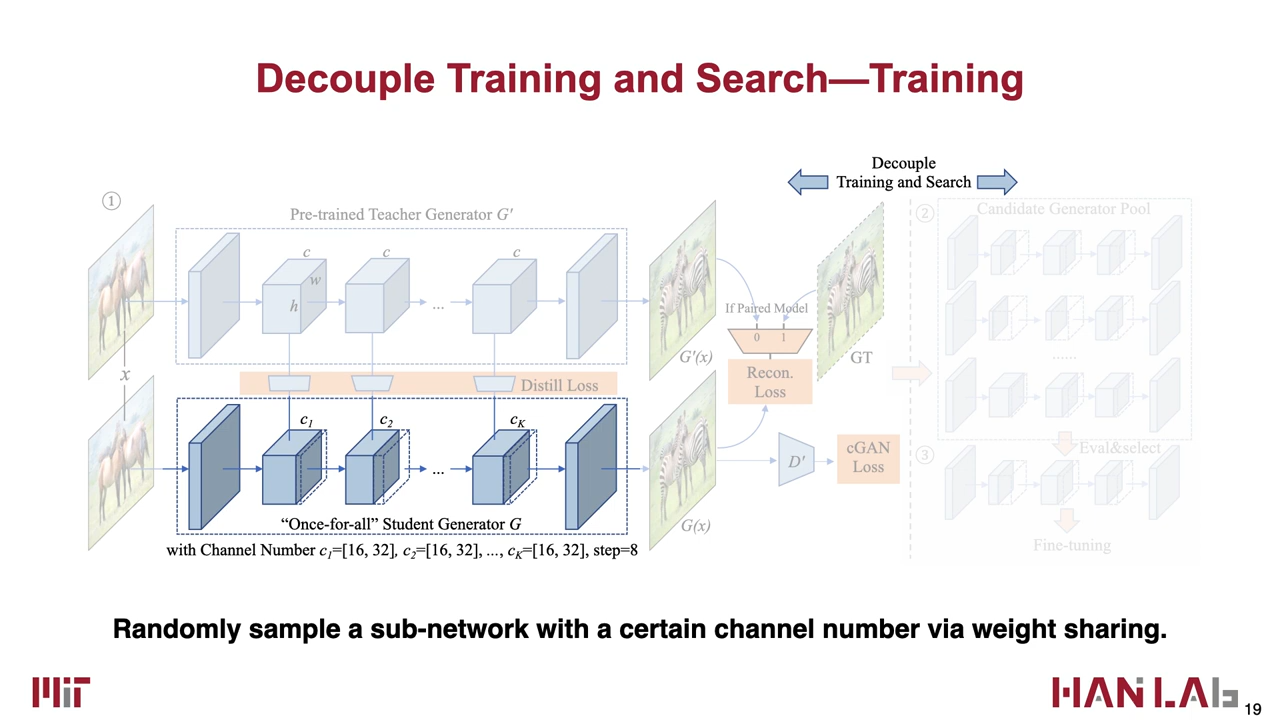 Decouple Training and Search—Training
Decouple
Training and Search
①
Pre-trained Teacher Generator G'
c
c
c
w
h
...
x
Distill Loss
G'(x)
If Paired Model
0 1
Recon.
Loss
GT
c1
c2
cK
...
"Once-for-all" Student Generator G
with Channel Number c1=[16, 32], c2=[16, 32], ..., cK=[16, 32], step=8
G(x)
D'
cGAN
Loss
②
Candidate Generator Pool
......
Eval&select
③
Fine-tuning
Randomly sample a sub-network with a certain channel number via weight sharing.
MIT
HAN LAb
19